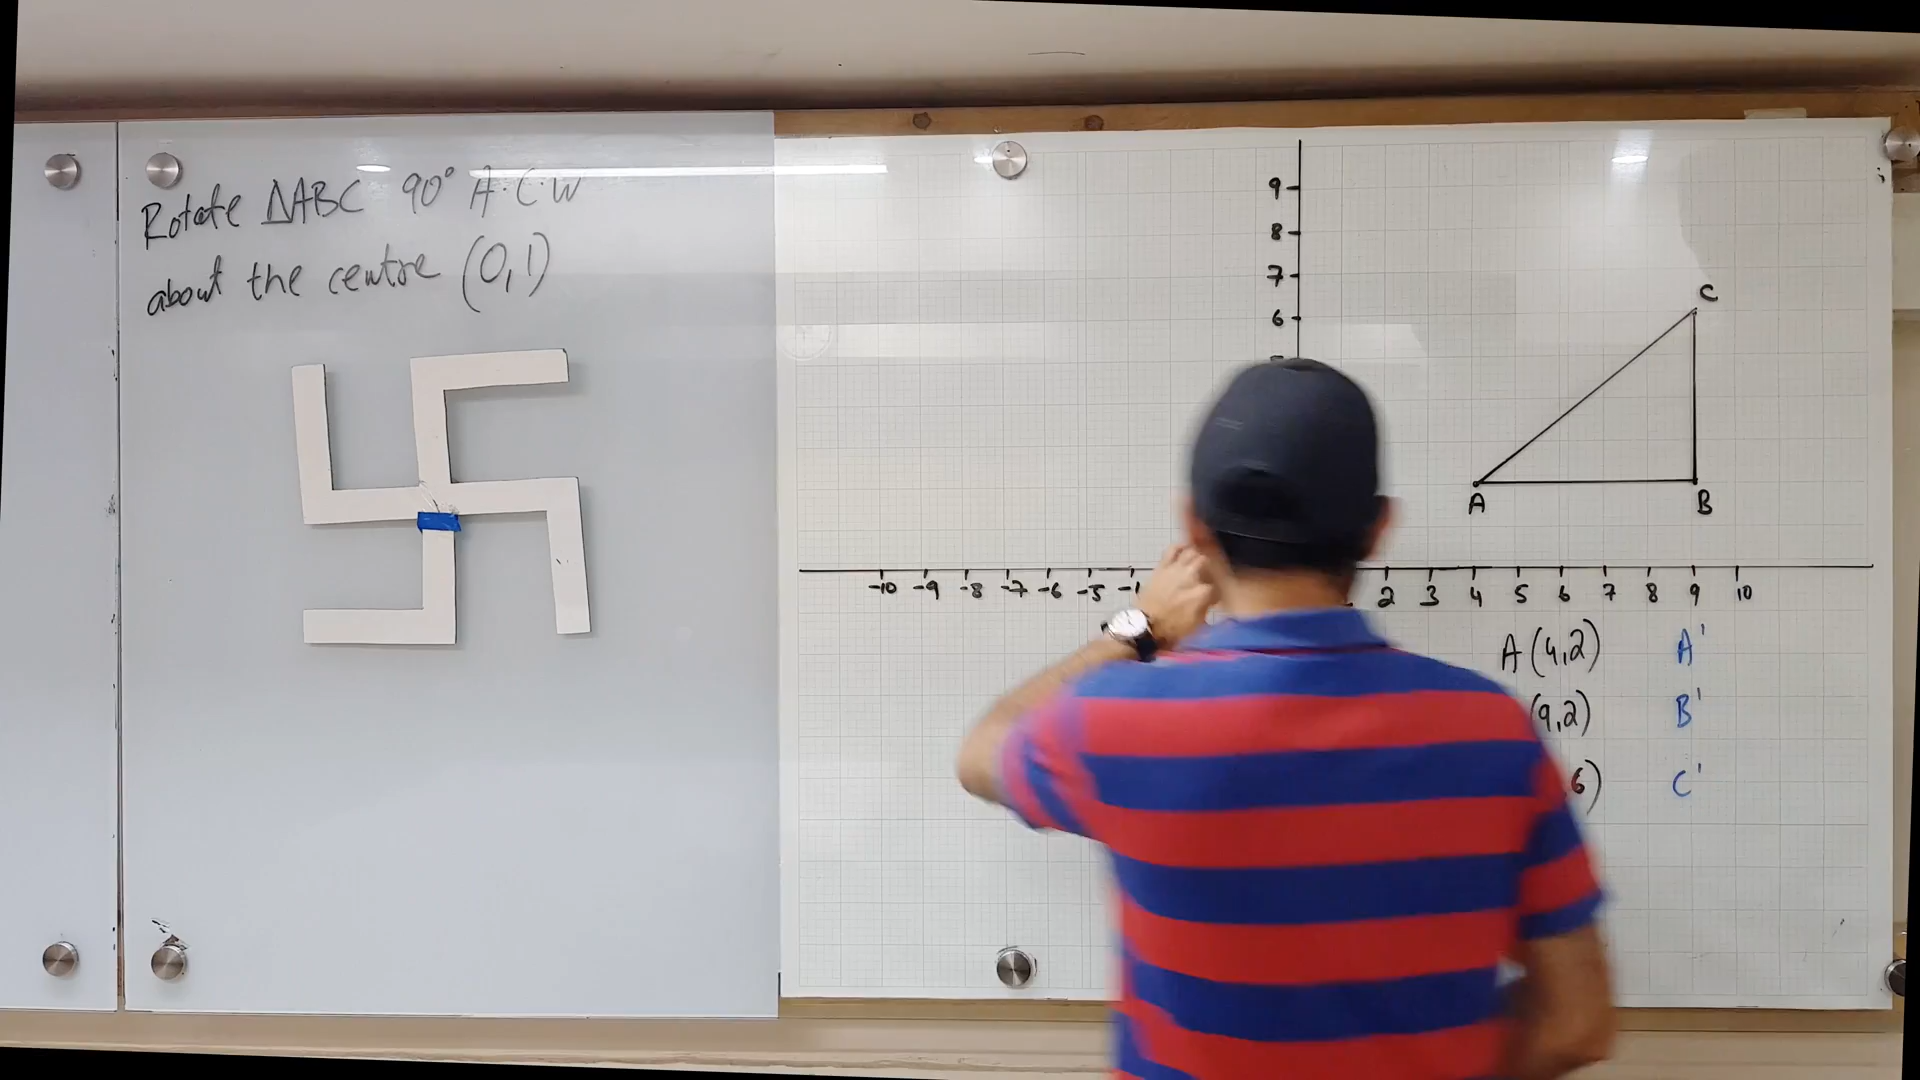 Rotate ΔABC 90° A.C.W
about the centre (0,1)
9
8
7
6
C
A
B
-10 -9 -8 -7 -6 -5 2 3 4 5 6 7 8 9 10
A(4,2) A'
(9,2) B'
6) C'